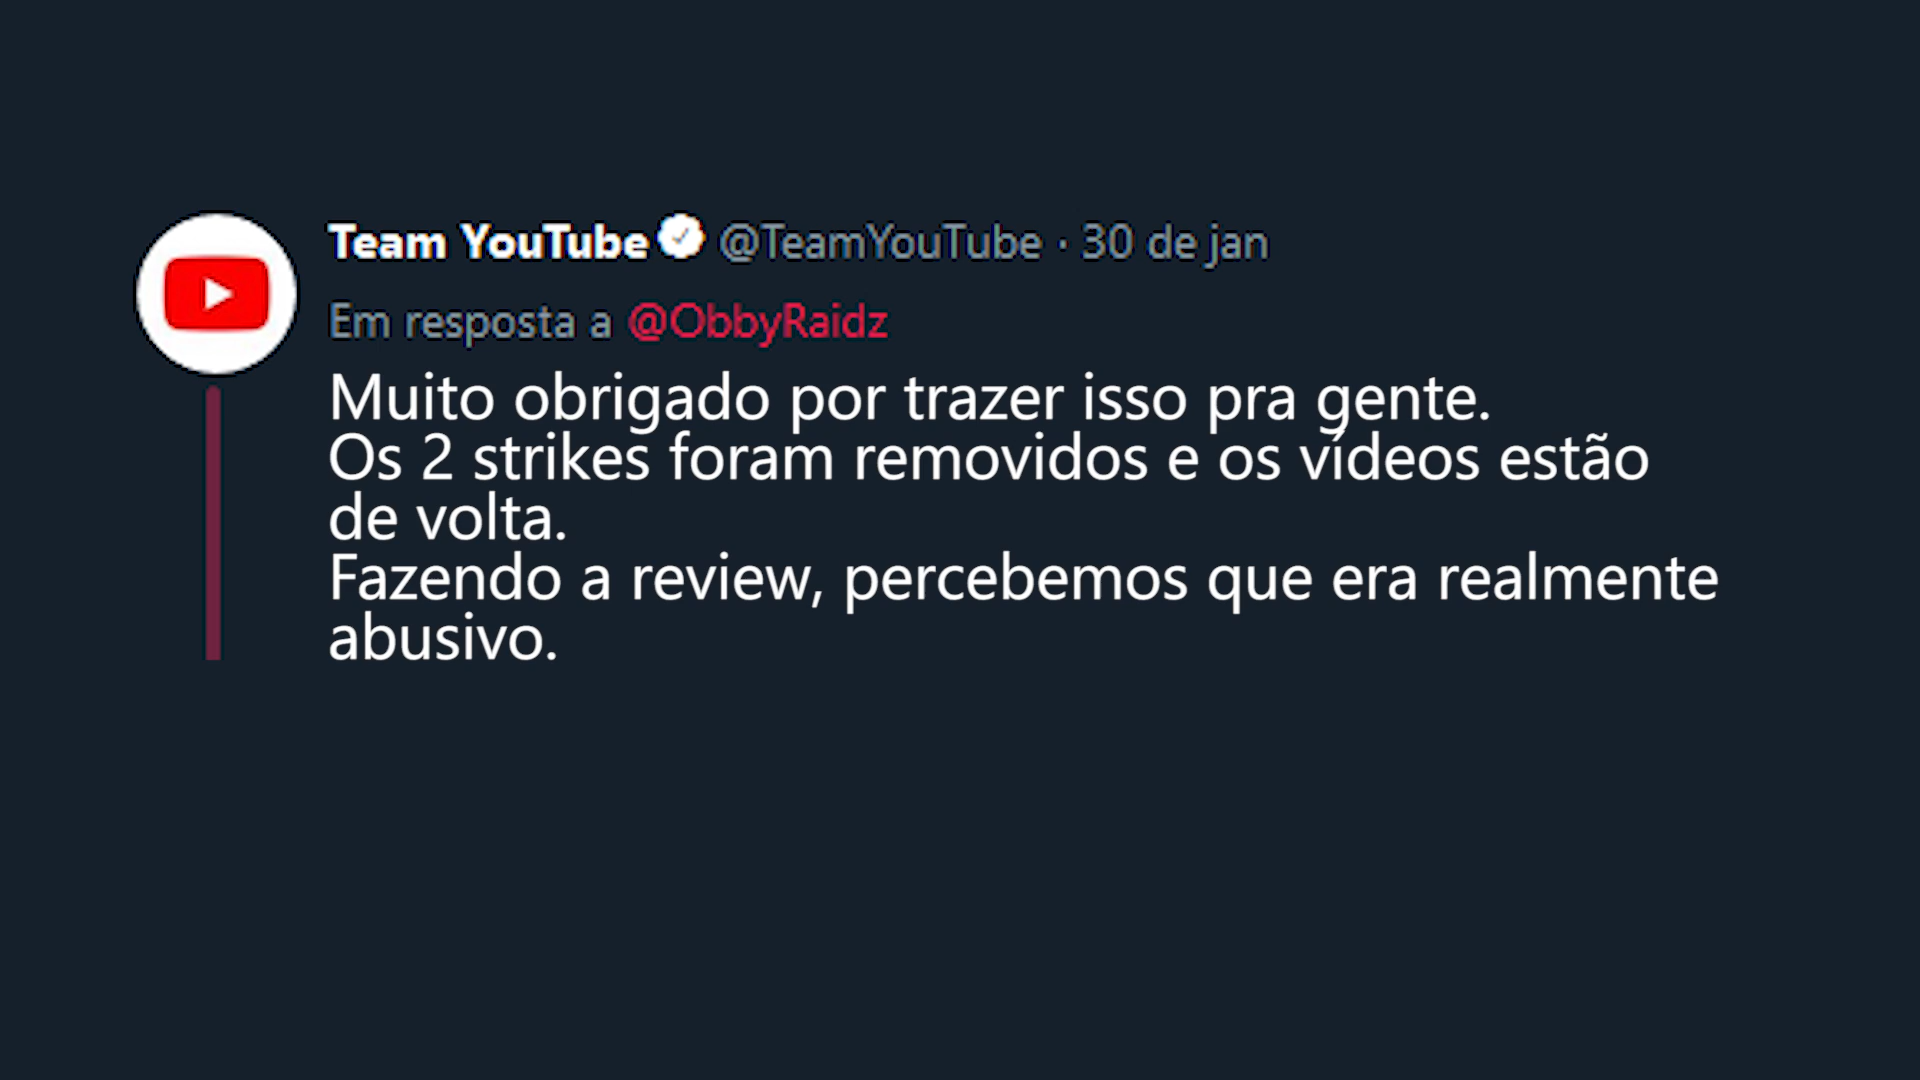 Team YouTube @TeamYouTube · 30 de jan
Em resposta a @ObbyRaidz
Muito obrigado por trazer isso pra gente.
Os 2 strikes foram removidos e os vídeos estão
de volta.
Fazendo a review, percebemos que era realmente
abusivo.